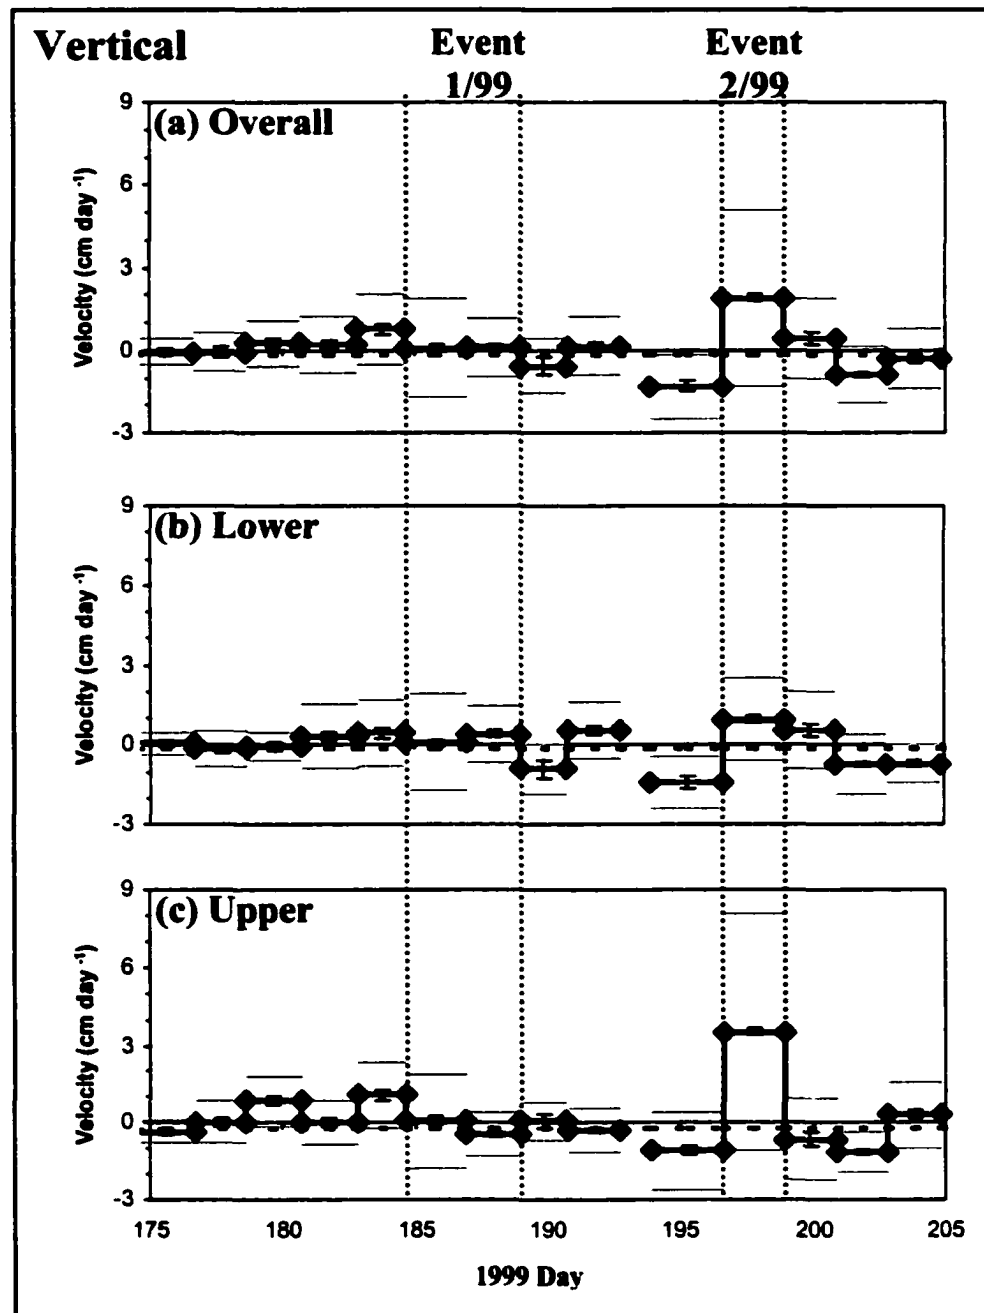 Vertical
Event
1/99
Event
2/99
(a) Overall
Velocity (cm day -1)
9
6
3
0
-3
(b) Lower
Velocity (cm day -1)
9
6
3
0
-3
(c) Upper
Velocity (cm day -1)
9
6
3
0
-3
175 180 185 190 195 200 205
1999 Day